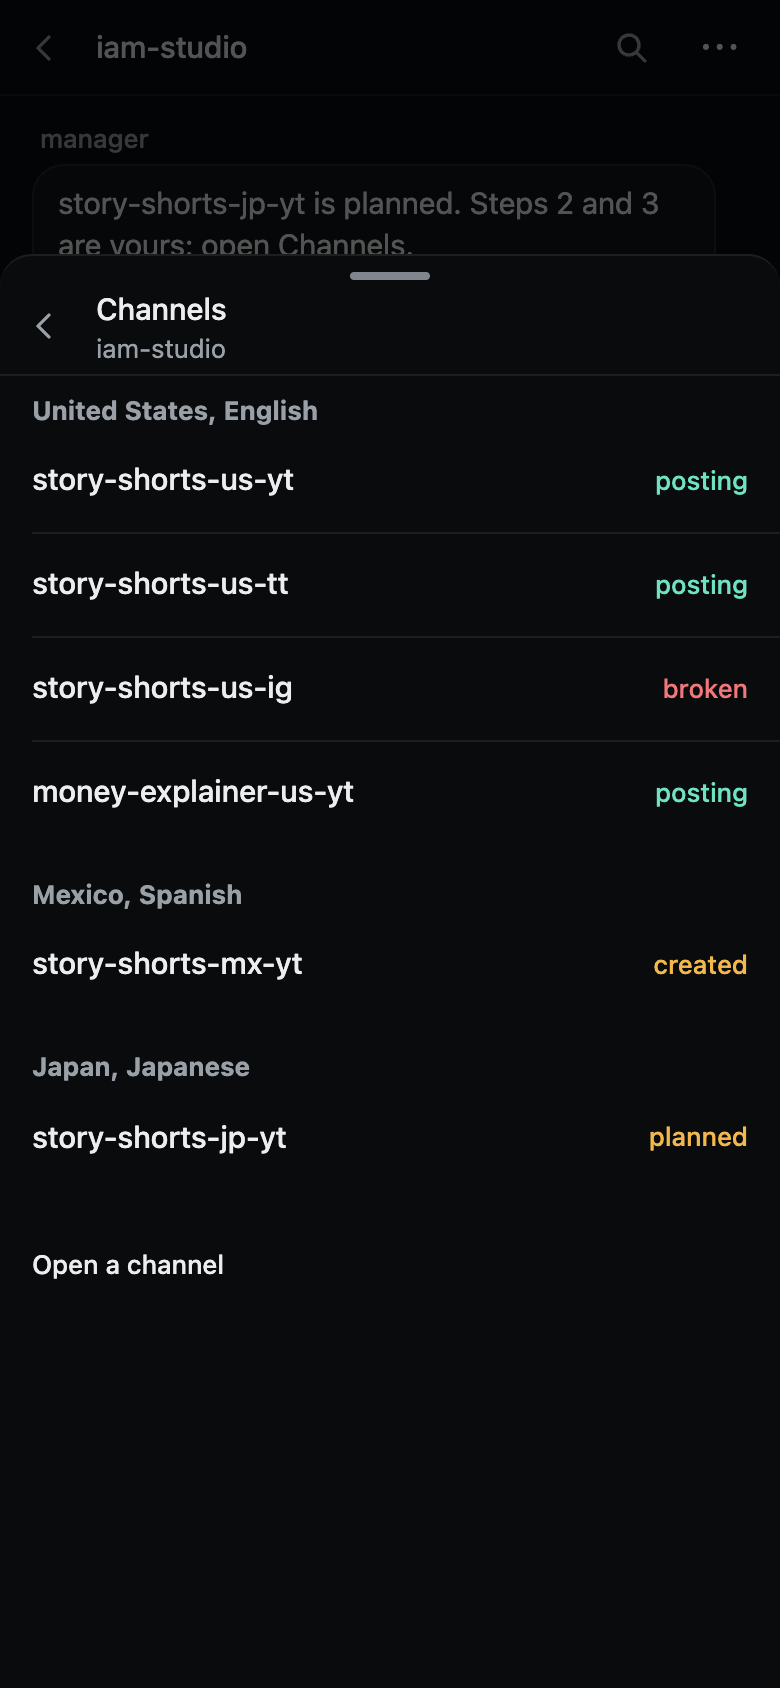 iam-studio
manager
story-shorts-jp-yt is planned. Steps 2 and 3
are yours: open Channels.
Channels
iam-studio
United States, English
story-shorts-us-yt posting
story-shorts-us-tt posting
story-shorts-us-ig broken
money-explainer-us-yt posting
Mexico, Spanish
story-shorts-mx-yt created
Japan, Japanese
story-shorts-jp-yt planned
Open a channel